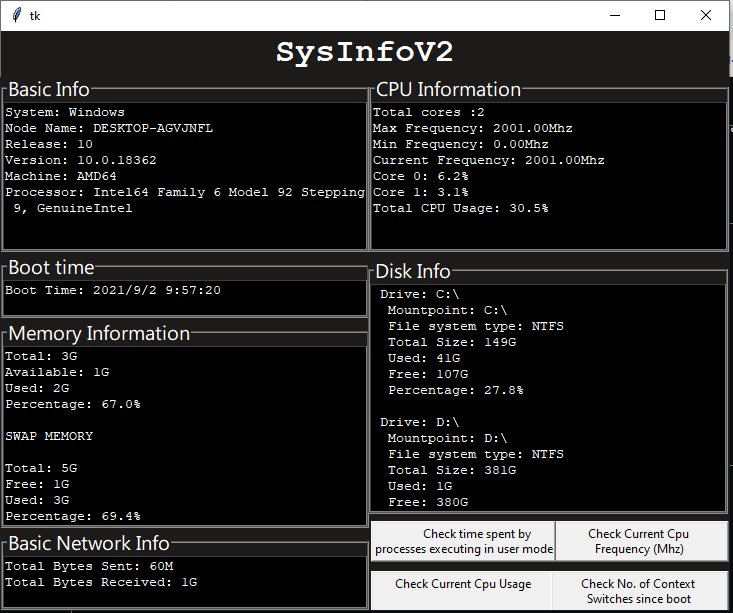 tk
SysInfoV2
Basic Info
System: Windows
Node Name: DESKTOP-AGVJNFL
Release: 10
Version: 10.0.18362
Machine: AMD64
Processor: Intel64 Family 6 Model 92 Stepping
9, GenuineIntel
CPU Information
Total cores :2
Max Frequency: 2001.00Mhz
Min Frequency: 0.00Mhz
Current Frequency: 2001.00Mhz
Core 0: 6.2%
Core 1: 3.1%
Total CPU Usage: 30.5%
Boot time
Boot Time: 2021/9/2 9:57:20
Memory Information
Total: 3G
Available: 1G
Used: 2G
Percentage: 67.0%
SWAP MEMORY
Total: 5G
Free: 1G
Used: 3G
Percentage: 69.4%
Disk Info
Drive: C:\
Mountpoint: C:\
File system type: NTFS
Total Size: 149G
Used: 41G
Free: 107G
Percentage: 27.8%
Drive: D:\
Mountpoint: D:\
File system type: NTFS
Total Size: 381G
Used: 1G
Free: 380G
Basic Network Info
Total Bytes Sent: 60M
Total Bytes Received: 1G
Check time spent by
processes executing in user mode
Check Current Cpu
Frequency (Mhz)
Check Current Cpu Usage
Check No. of Context
Switches since boot